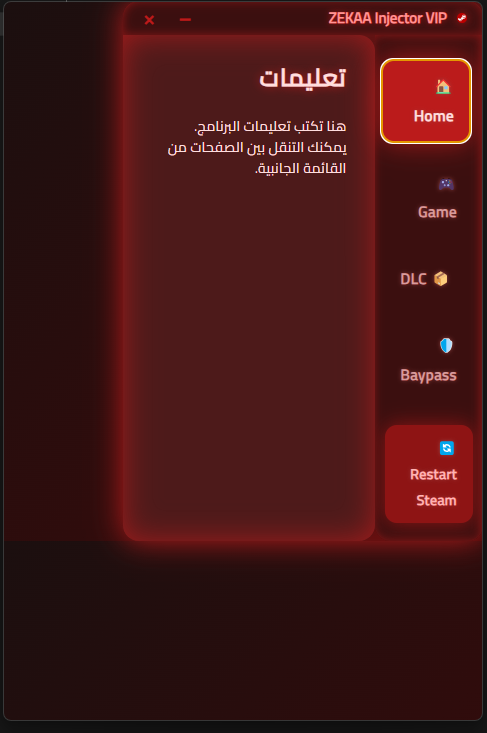 ZEKAA Injector VIP
Home
Game
DLC
Baypass
Restart
Steam
تعليمات
هنا تكتب تعليمات البرنامج.
يمكنك التنقل بين الصفحات من
القائمة الجانبية.